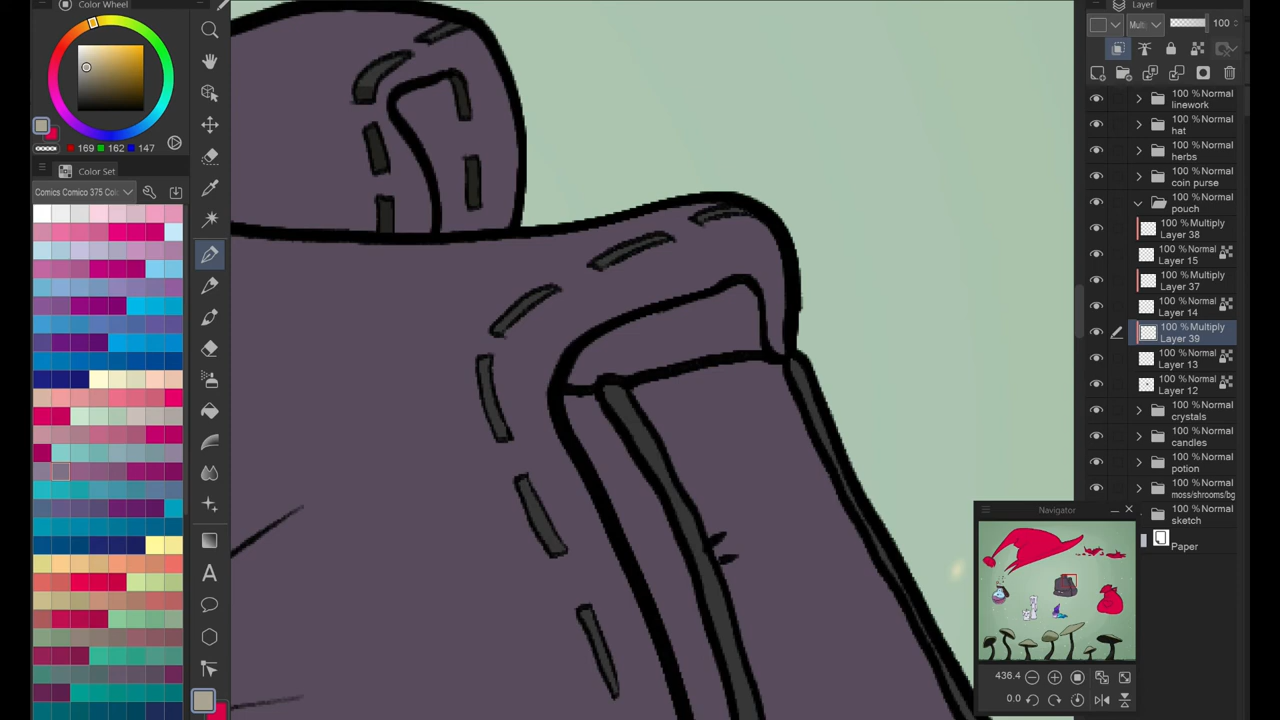 Color Wheel
169 162 147
Color Set
Comics Comico 375 Col
Layer
Multi 100
100 % Normal
linework
100 % Normal
hat
100 % Normal
herbs
100 % Normal
coin purse
100 % Normal
pouch
100 % Multiply
Layer 38
100 % Normal
Layer 15
100 % Multiply
Layer 37
100 % Normal
Layer 14
100 % Multiply
Layer 39
100 % Normal
Layer 13
100 % Normal
Layer 12
100 % Normal
crystals
100 % Normal
candles
100 % Normal
potion
100 % Normal
moss/shrooms/bg
100 % Normal
sketch
Paper
Navigator
436.4
0.0
A